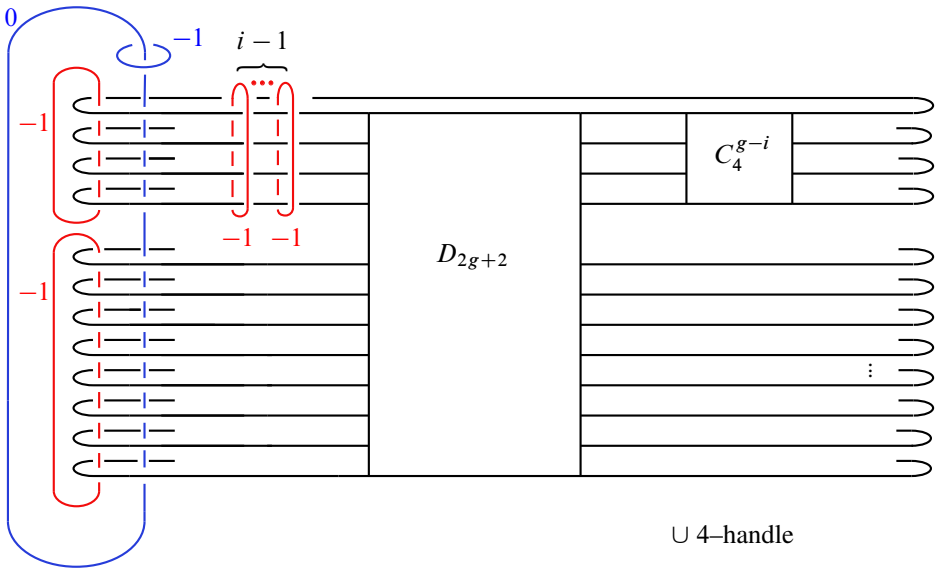 0
−1
i − 1
...
−1
C_4^{g−i}
−1 −1
D_{2g+2}
−1
⋮
∪ 4–handle